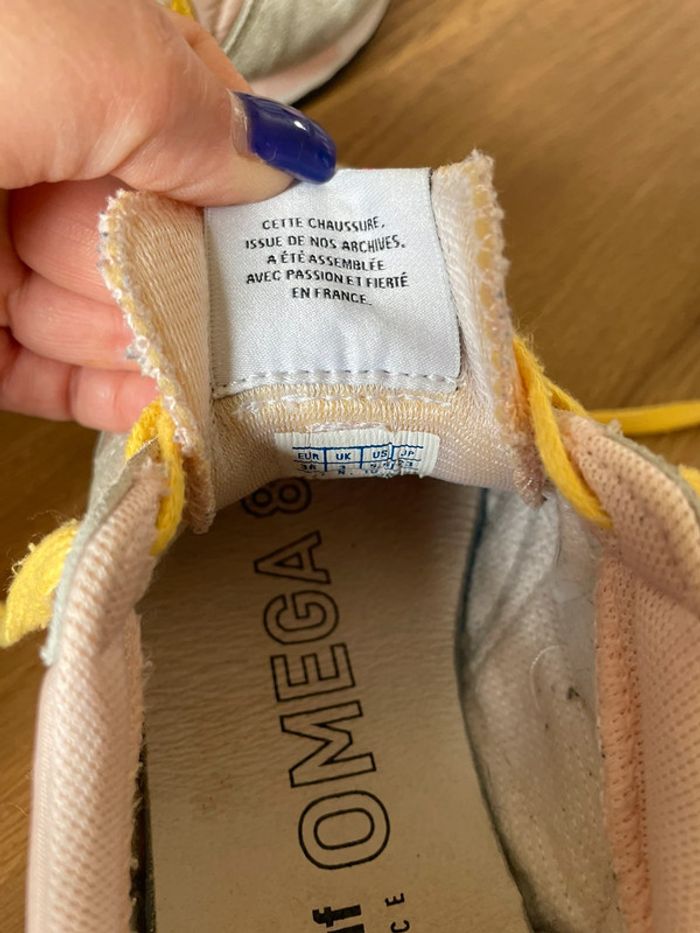 CETTE CHAUSSURE,
ISSUE DE NOS ARCHIVES,
A ÉTÉ ASSEMBLÉE
AVEC PASSION ET FIERTÉ
EN FRANCE.
EUR UK US JP
OMEGA 8